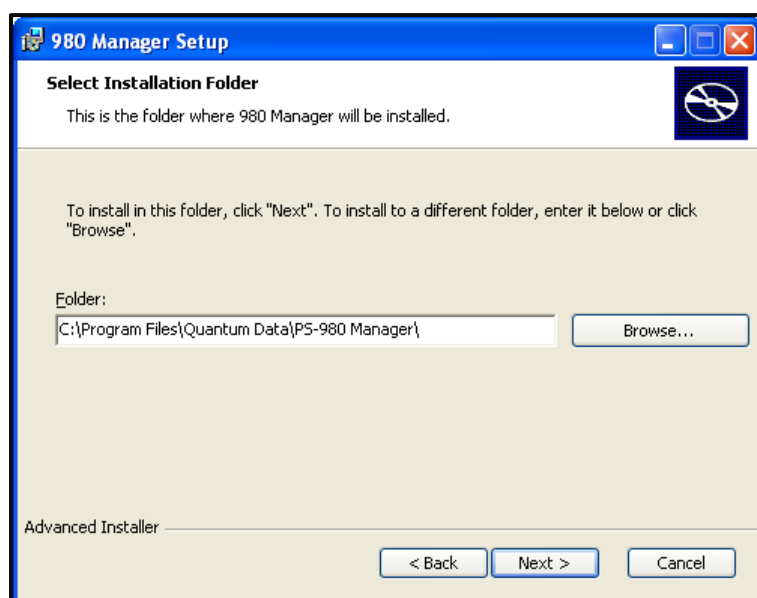 980 Manager Setup
Select Installation Folder
This is the folder where 980 Manager will be installed.
To install in this folder, click "Next". To install to a different folder, enter it below or click
"Browse".
Folder:
C:\Program Files\Quantum Data\PS-980 Manager\
Browse...
Advanced Installer
< Back
Next >
Cancel